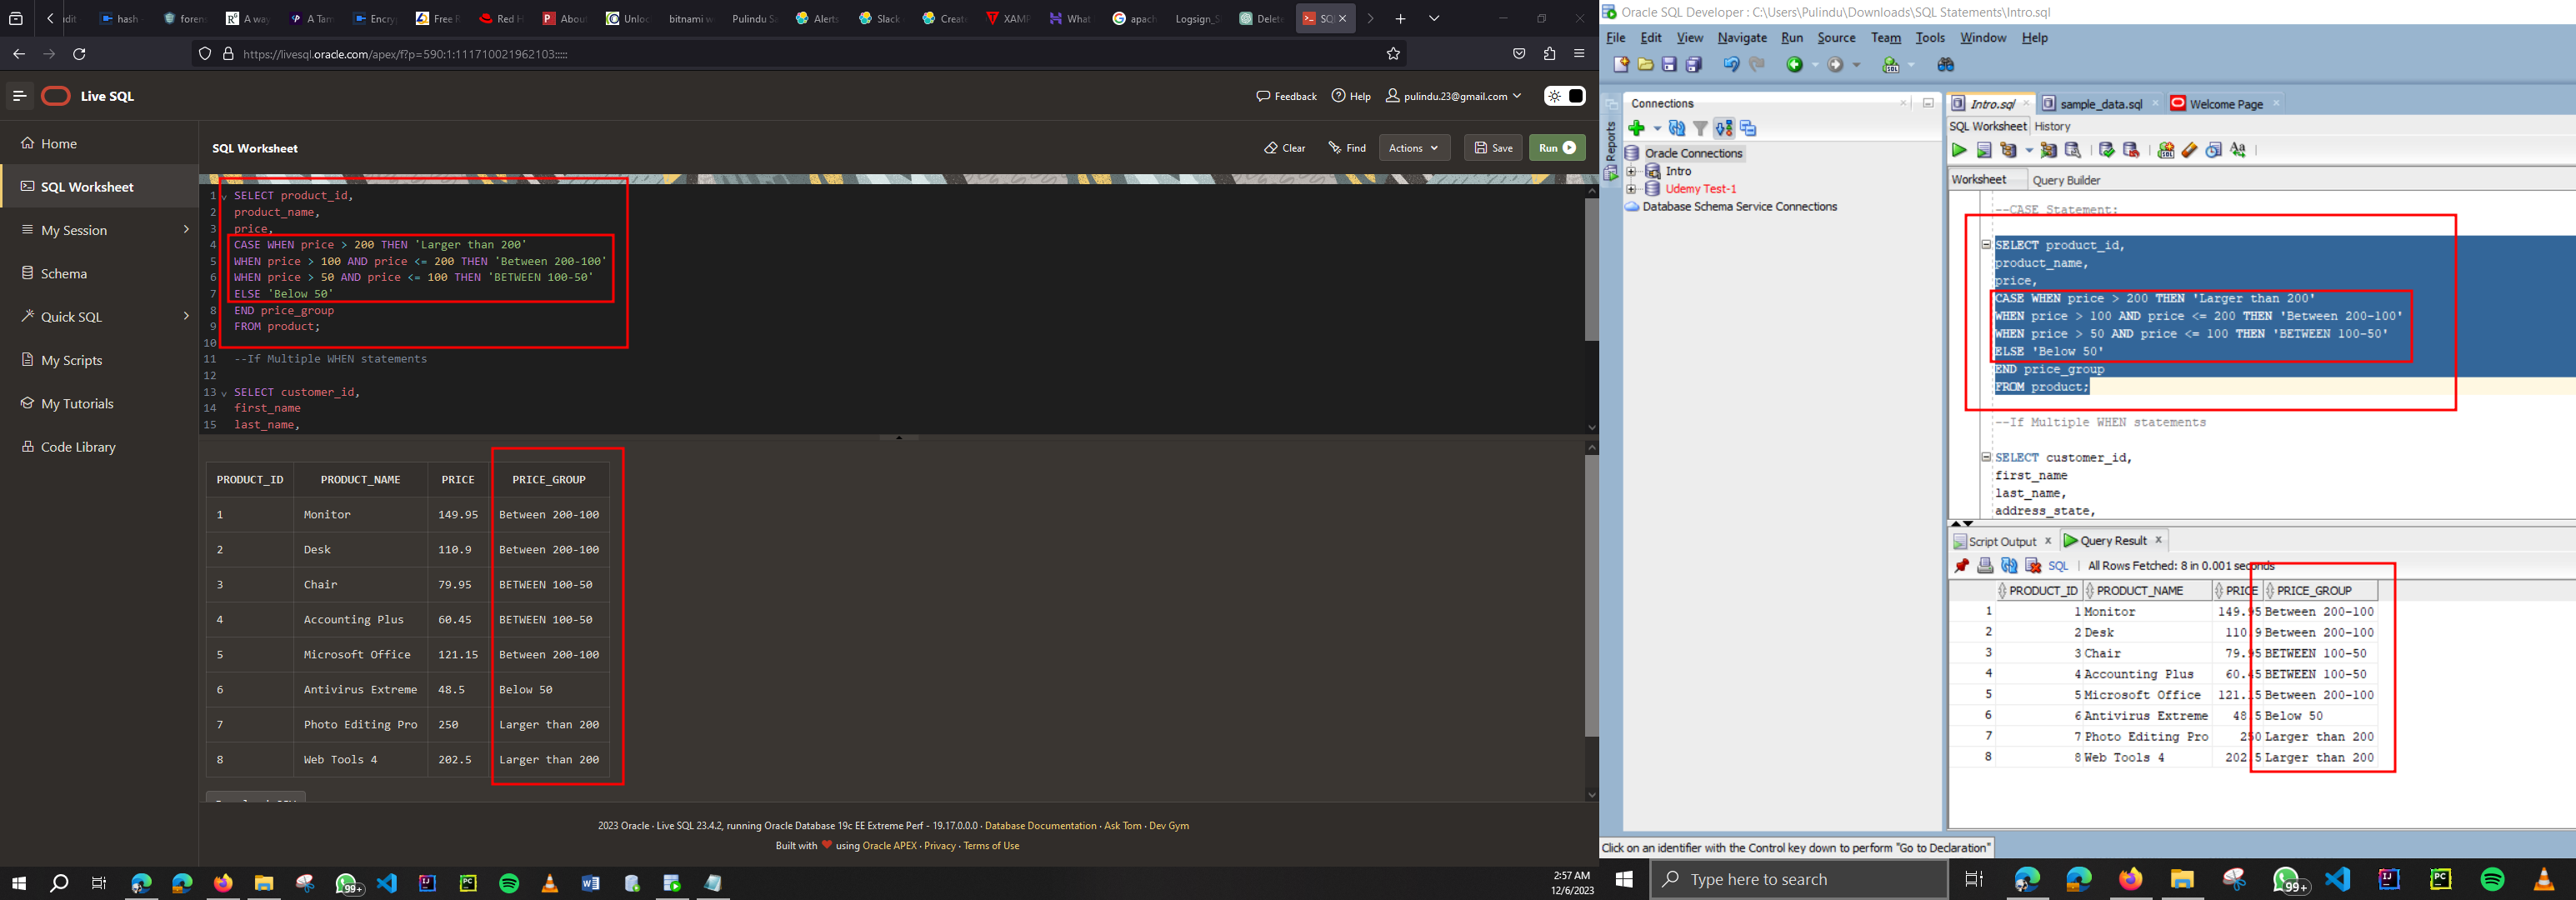 udit
hash
foren
A way
A Tam
Encry
Free R
Red H
About
Unloc
bitnami w
Pulindu Sa
Alerts
Slack
Create
XAMP
What
apach
Logsign_S
Delete
SQ
https://livesql.oracle.com/apex/f?p=590:1:111710021962103:::::
Live SQL
Feedback
Help
pulindu.23@gmail.com
Home
SQL Worksheet
My Session
Schema
Quick SQL
My Scripts
My Tutorials
Code Library
SQL Worksheet
Clear
Find
Actions
Save
Run
1 SELECT product_id,
2 product_name,
3 price,
4 CASE WHEN price > 200 THEN 'Larger than 200'
5 WHEN price > 100 AND price <= 200 THEN 'Between 200-100'
6 WHEN price > 50 AND price <= 100 THEN 'BETWEEN 100-50'
7 ELSE 'Below 50'
8 END price_group
9 FROM product;
10
11 --If Multiple WHEN statements
12
13 SELECT customer_id,
14 first_name
15 last_name,
PRODUCT_ID PRODUCT_NAME PRICE PRICE_GROUP
1 Monitor 149.95 Between 200-100
2 Desk 110.9 Between 200-100
3 Chair 79.95 BETWEEN 100-50
4 Accounting Plus 60.45 BETWEEN 100-50
5 Microsoft Office 121.15 Between 200-100
6 Antivirus Extreme 48.5 Below 50
7 Photo Editing Pro 250 Larger than 200
8 Web Tools 4 202.5 Larger than 200
2023 Oracle · Live SQL 23.4.2, running Oracle Database 19c EE Extreme Perf - 19.17.0.0.0 · Database Documentation · Ask Tom · Dev Gym
Built with ❤ using Oracle APEX · Privacy · Terms of Use
99+
2:57 AM
12/6/2023
Oracle SQL Developer : C:\Users\Pulindu\Downloads\SQL Statements\Intro.sql
File Edit View Navigate Run Source Team Tools Window Help
Reports
Connections
Oracle Connections
Intro
Udemy Test-1
Database Schema Service Connections
Intro.sql
sample_data.sql
Welcome Page
SQL Worksheet History
Worksheet Query Builder
--CASE Statement:
SELECT product_id,
product_name,
price,
CASE WHEN price > 200 THEN 'Larger than 200'
WHEN price > 100 AND price <= 200 THEN 'Between 200-100'
WHEN price > 50 AND price <= 100 THEN 'BETWEEN 100-50'
ELSE 'Below 50'
END price_group
FROM product;
--If Multiple WHEN statements
SELECT customer_id,
first_name
last_name,
address_state,
Script Output
Query Result
SQL | All Rows Fetched: 8 in 0.001 seconds
PRODUCT_ID PRODUCT_NAME PRICE PRICE_GROUP
1 1 Monitor 149.95 Between 200-100
2 2 Desk 110.9 Between 200-100
3 3 Chair 79.95 BETWEEN 100-50
4 4 Accounting Plus 60.45 BETWEEN 100-50
5 5 Microsoft Office 121.15 Between 200-100
6 6 Antivirus Extreme 48.5 Below 50
7 7 Photo Editing Pro 250 Larger than 200
8 8 Web Tools 4 202.5 Larger than 200
Click on an identifier with the Control key down to perform "Go to Declaration"
Type here to search
99+